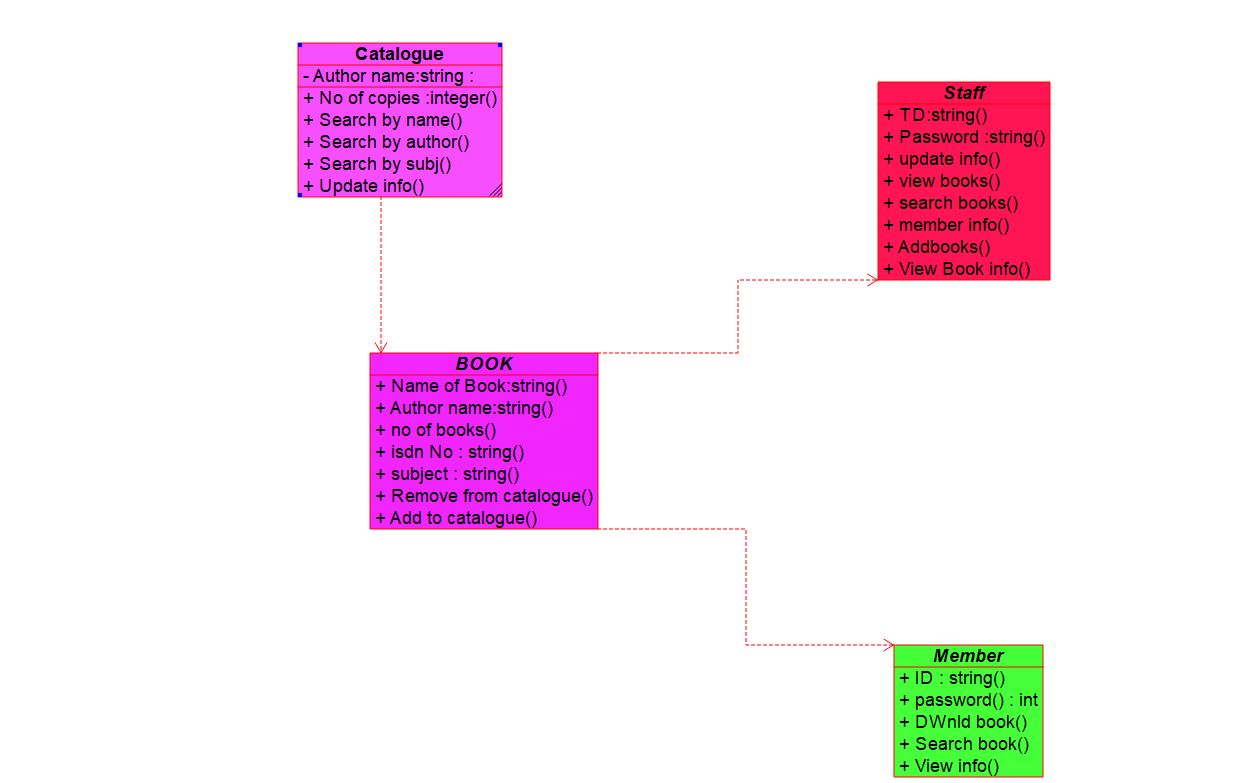 Catalogue
- Author name:string :
+ No of copies :integer()
+ Search by name()
+ Search by author()
+ Search by subj()
+ Update info()
Staff
+ TD:string()
+ Password :string()
+ update info()
+ view books()
+ search books()
+ member info()
+ Addbooks()
+ View Book info()
BOOK
+ Name of Book:string()
+ Author name:string()
+ no of books()
+ isdn No : string()
+ subject : string()
+ Remove from catalogue()
+ Add to catalogue()
Member
+ ID : string()
+ password() : int
+ DWnld book()
+ Search book()
+ View info()